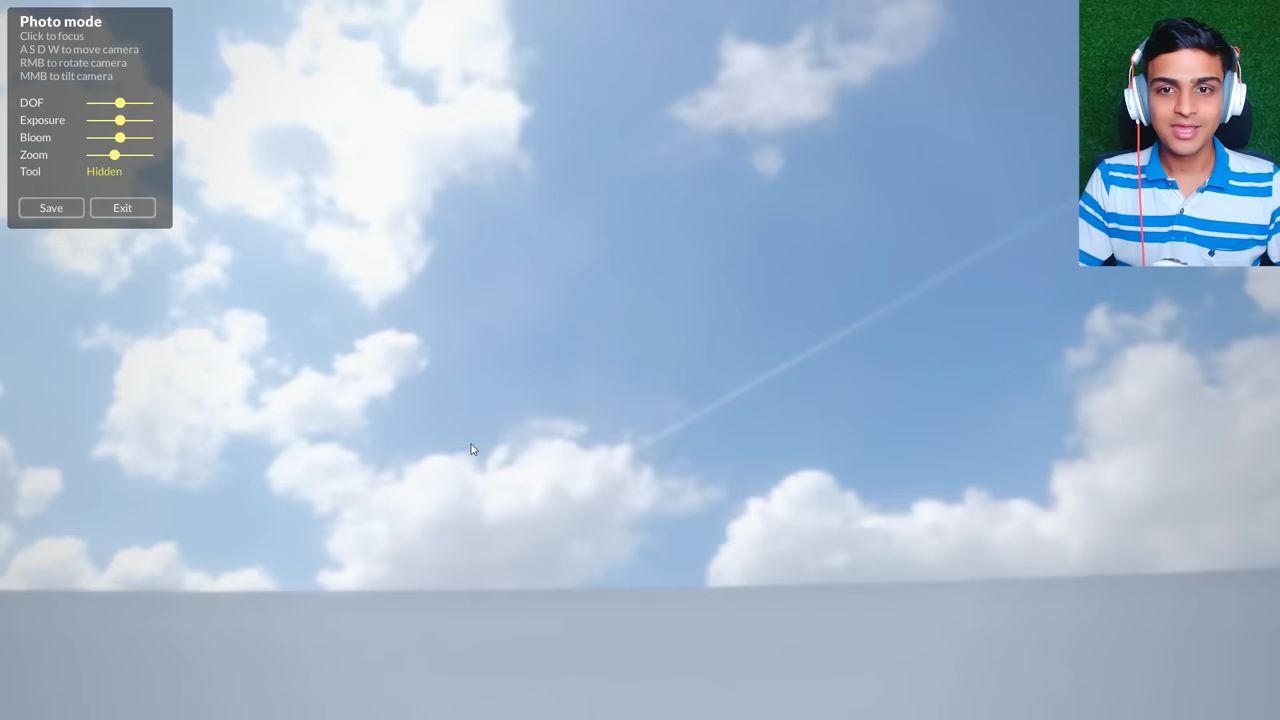 Photo mode
Click to focus
A S D W to move camera
RMB to rotate camera
MMB to tilt camera
DOF
Exposure
Bloom
Zoom
Tool Hidden
Save Exit